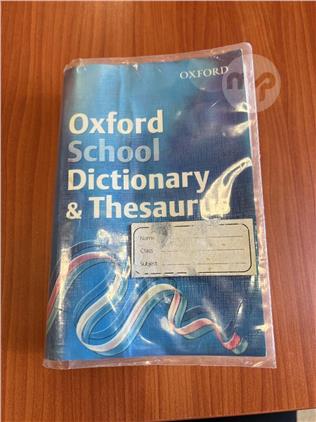 OXFORD
Oxford
School
Dictionary
& Thesaurus
Name
Class
Subject